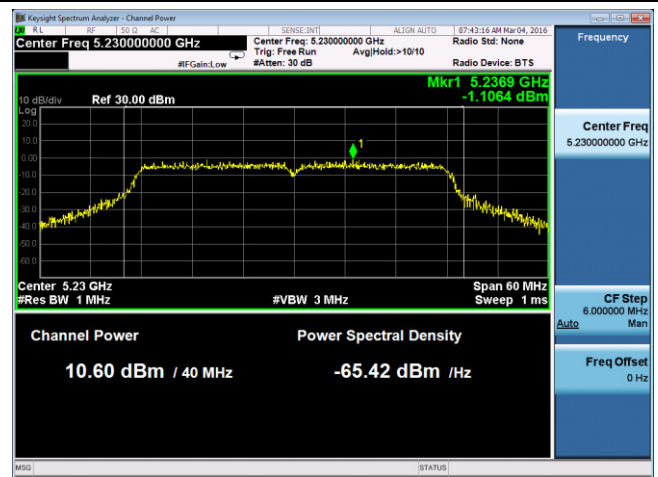 Keysight Spectrum Analyzer - Channel Power
RL RF 50 Ω AC SENSE:INT ALIGN AUTO 07:43:16 AM Mar 04, 2016
Center Freq 5.230000000 GHz
Center Freq: 5.230000000 GHz
Radio Std: None
Trig: Free Run Avg|Hold:>10/10
#IFGain:Low
#Atten: 30 dB
Radio Device: BTS
Frequency
Mkr1 5.2369 GHz
-1.1064 dBm
10 dB/div Ref 30.00 dBm
Log
20.0
10.0
1
0.00
-10.0
-20.0
-30.0
-40.0
-50.0
-60.0
Center 5.23 GHz Span 60 MHz
#Res BW 1 MHz #VBW 3 MHz Sweep 1 ms
Channel Power Power Spectral Density
10.60 dBm / 40 MHz -65.42 dBm /Hz
Center Freq
5.230000000 GHz
CF Step
6.000000 MHz
Auto Man
Freq Offset
0 Hz
MSG STATUS